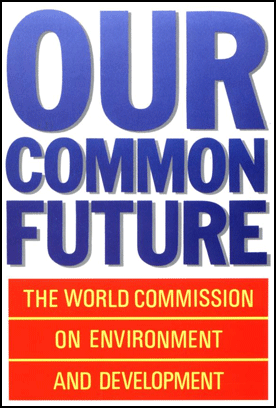 OUR
COMMON
FUTURE
THE WORLD COMMISSION
ON ENVIRONMENT
AND DEVELOPMENT